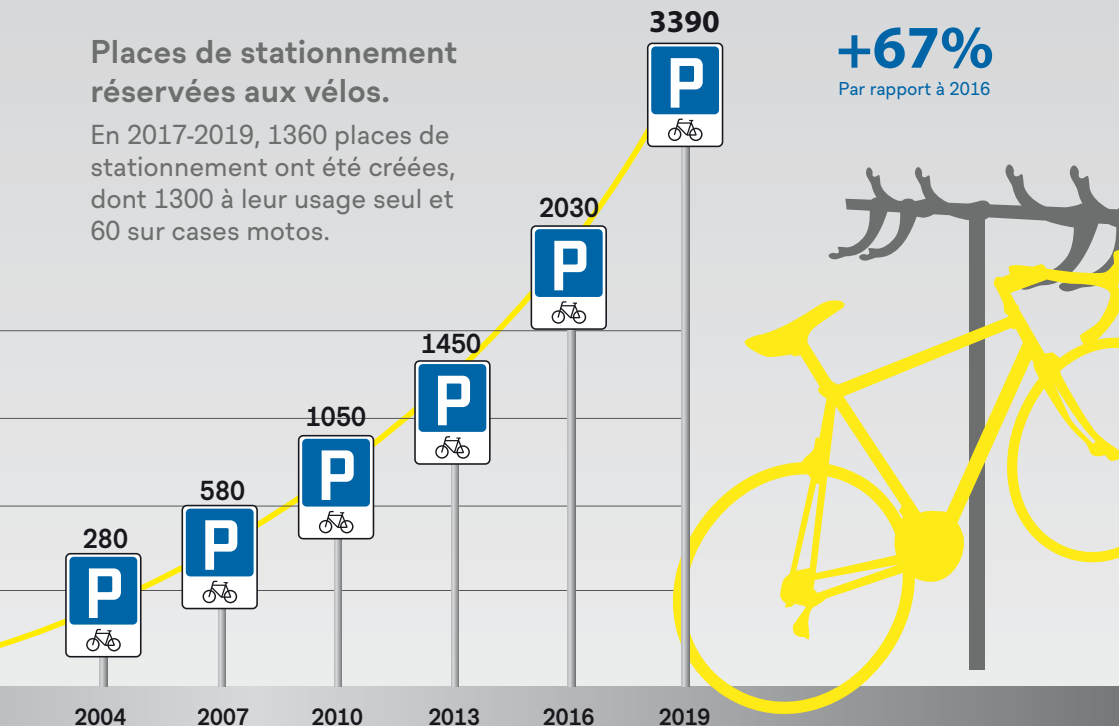 Places de stationnement
réservées aux vélos.
En 2017-2019, 1360 places de
stationnement ont été créées,
dont 1300 à leur usage seul et
60 sur cases motos.
+67%
Par rapport à 2016
3390
P
2030
P
1450
P
1050
P
580
P
280
P
2004 2007 2010 2013 2016 2019